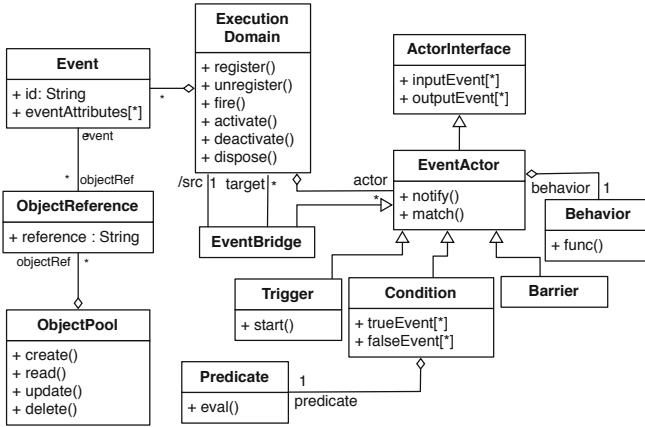 Execution
Domain
+ register()
+ unregister()
+ fire()
+ activate()
+ deactivate()
+ dispose()
Event
+ id: String
+ eventAttributes[*]
*
event
* objectRef
ObjectReference
+ reference : String
objectRef *
ObjectPool
+ create()
+ read()
+ update()
+ delete()
/src 1 target *
EventBridge
actor
*
ActorInterface
+ inputEvent[*]
+ outputEvent[*]
EventActor
+ notify()
+ match()
behavior 1
Behavior
+ func()
Trigger
+ start()
Condition
+ trueEvent[*]
+ falseEvent[*]
Barrier
Predicate
+ eval()
1
predicate